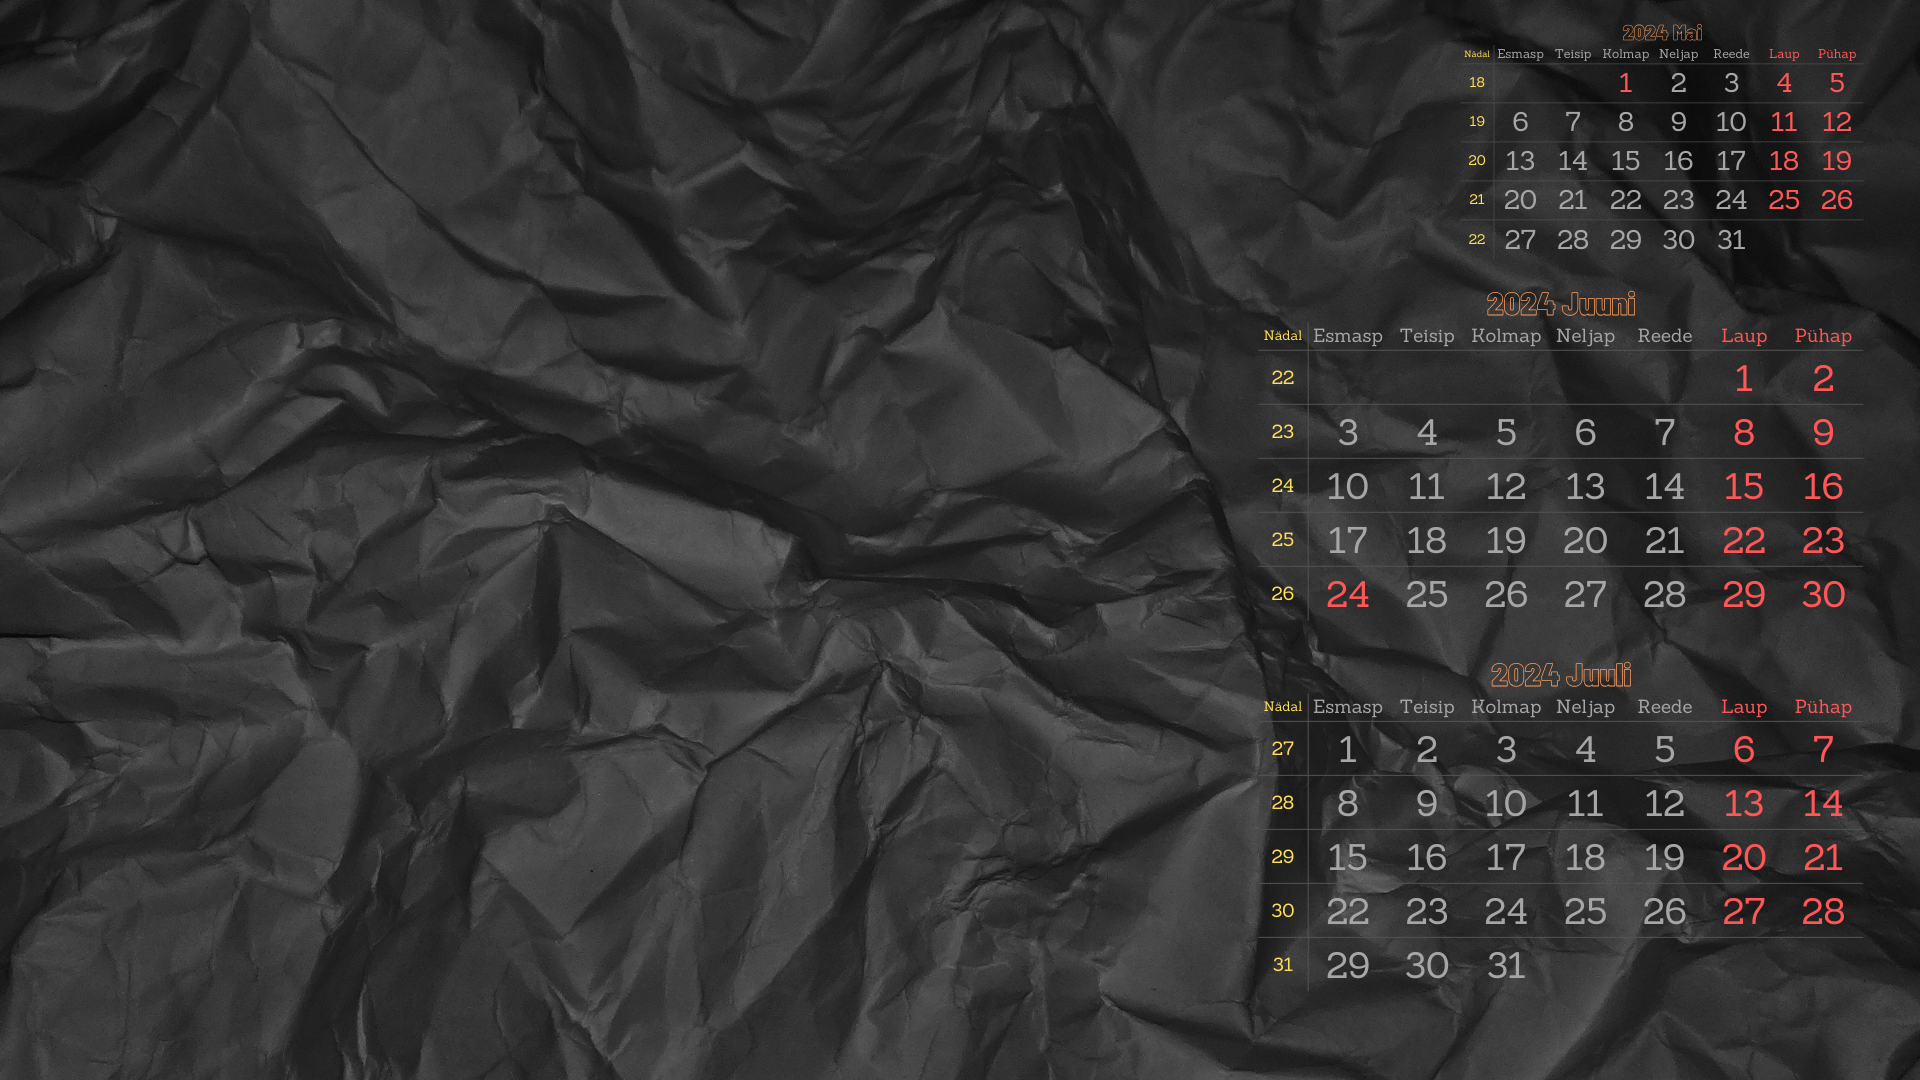 2024 Mai
Nädal Esmasp Teisip Kolmap Neljap Reede Laup Pühap
18 1 2 3 4 5
19 6 7 8 9 10 11 12
20 13 14 15 16 17 18 19
21 20 21 22 23 24 25 26
22 27 28 29 30 31
2024 Juuni
Nädal Esmasp Teisip Kolmap Neljap Reede Laup Pühap
22 1 2
23 3 4 5 6 7 8 9
24 10 11 12 13 14 15 16
25 17 18 19 20 21 22 23
26 24 25 26 27 28 29 30
2024 Juuli
Nädal Esmasp Teisip Kolmap Neljap Reede Laup Pühap
27 1 2 3 4 5 6 7
28 8 9 10 11 12 13 14
29 15 16 17 18 19 20 21
30 22 23 24 25 26 27 28
31 29 30 31